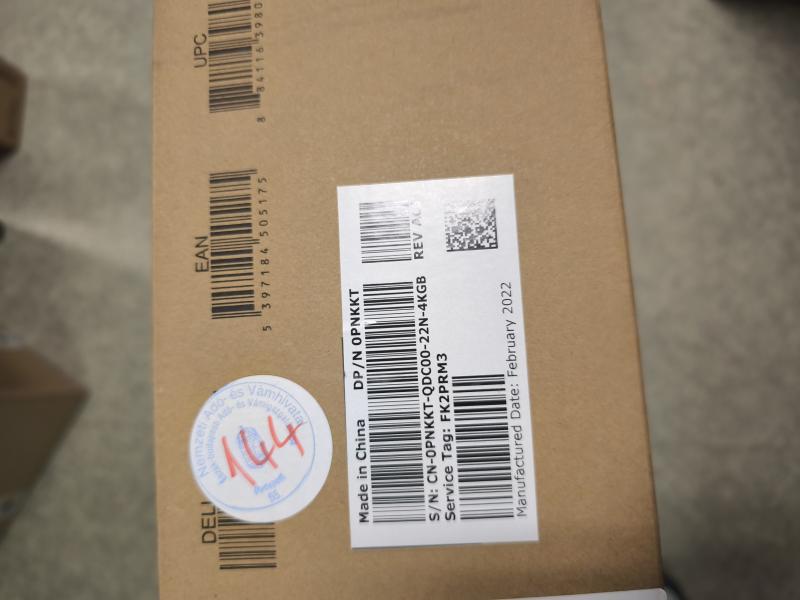 DELL
EAN
5 397184 505175
UPC
8 84116 3980
Made in China DP/N 0PNKKT
S/N: CN-0PNKKT-QDC00-22N-4KGB
REV
Service Tag: FK2PRM3
Manufactured Date: February 2022
Nemzeti Adó- és Vámhivatal
144